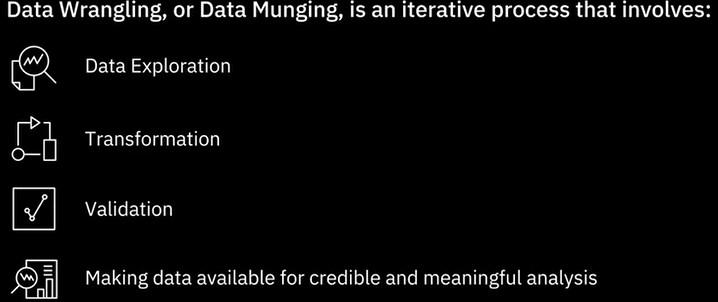 Data Wrangling, or Data Munging, is an iterative process that involves:
Data Exploration
Transformation
Validation
Making data available for credible and meaningful analysis